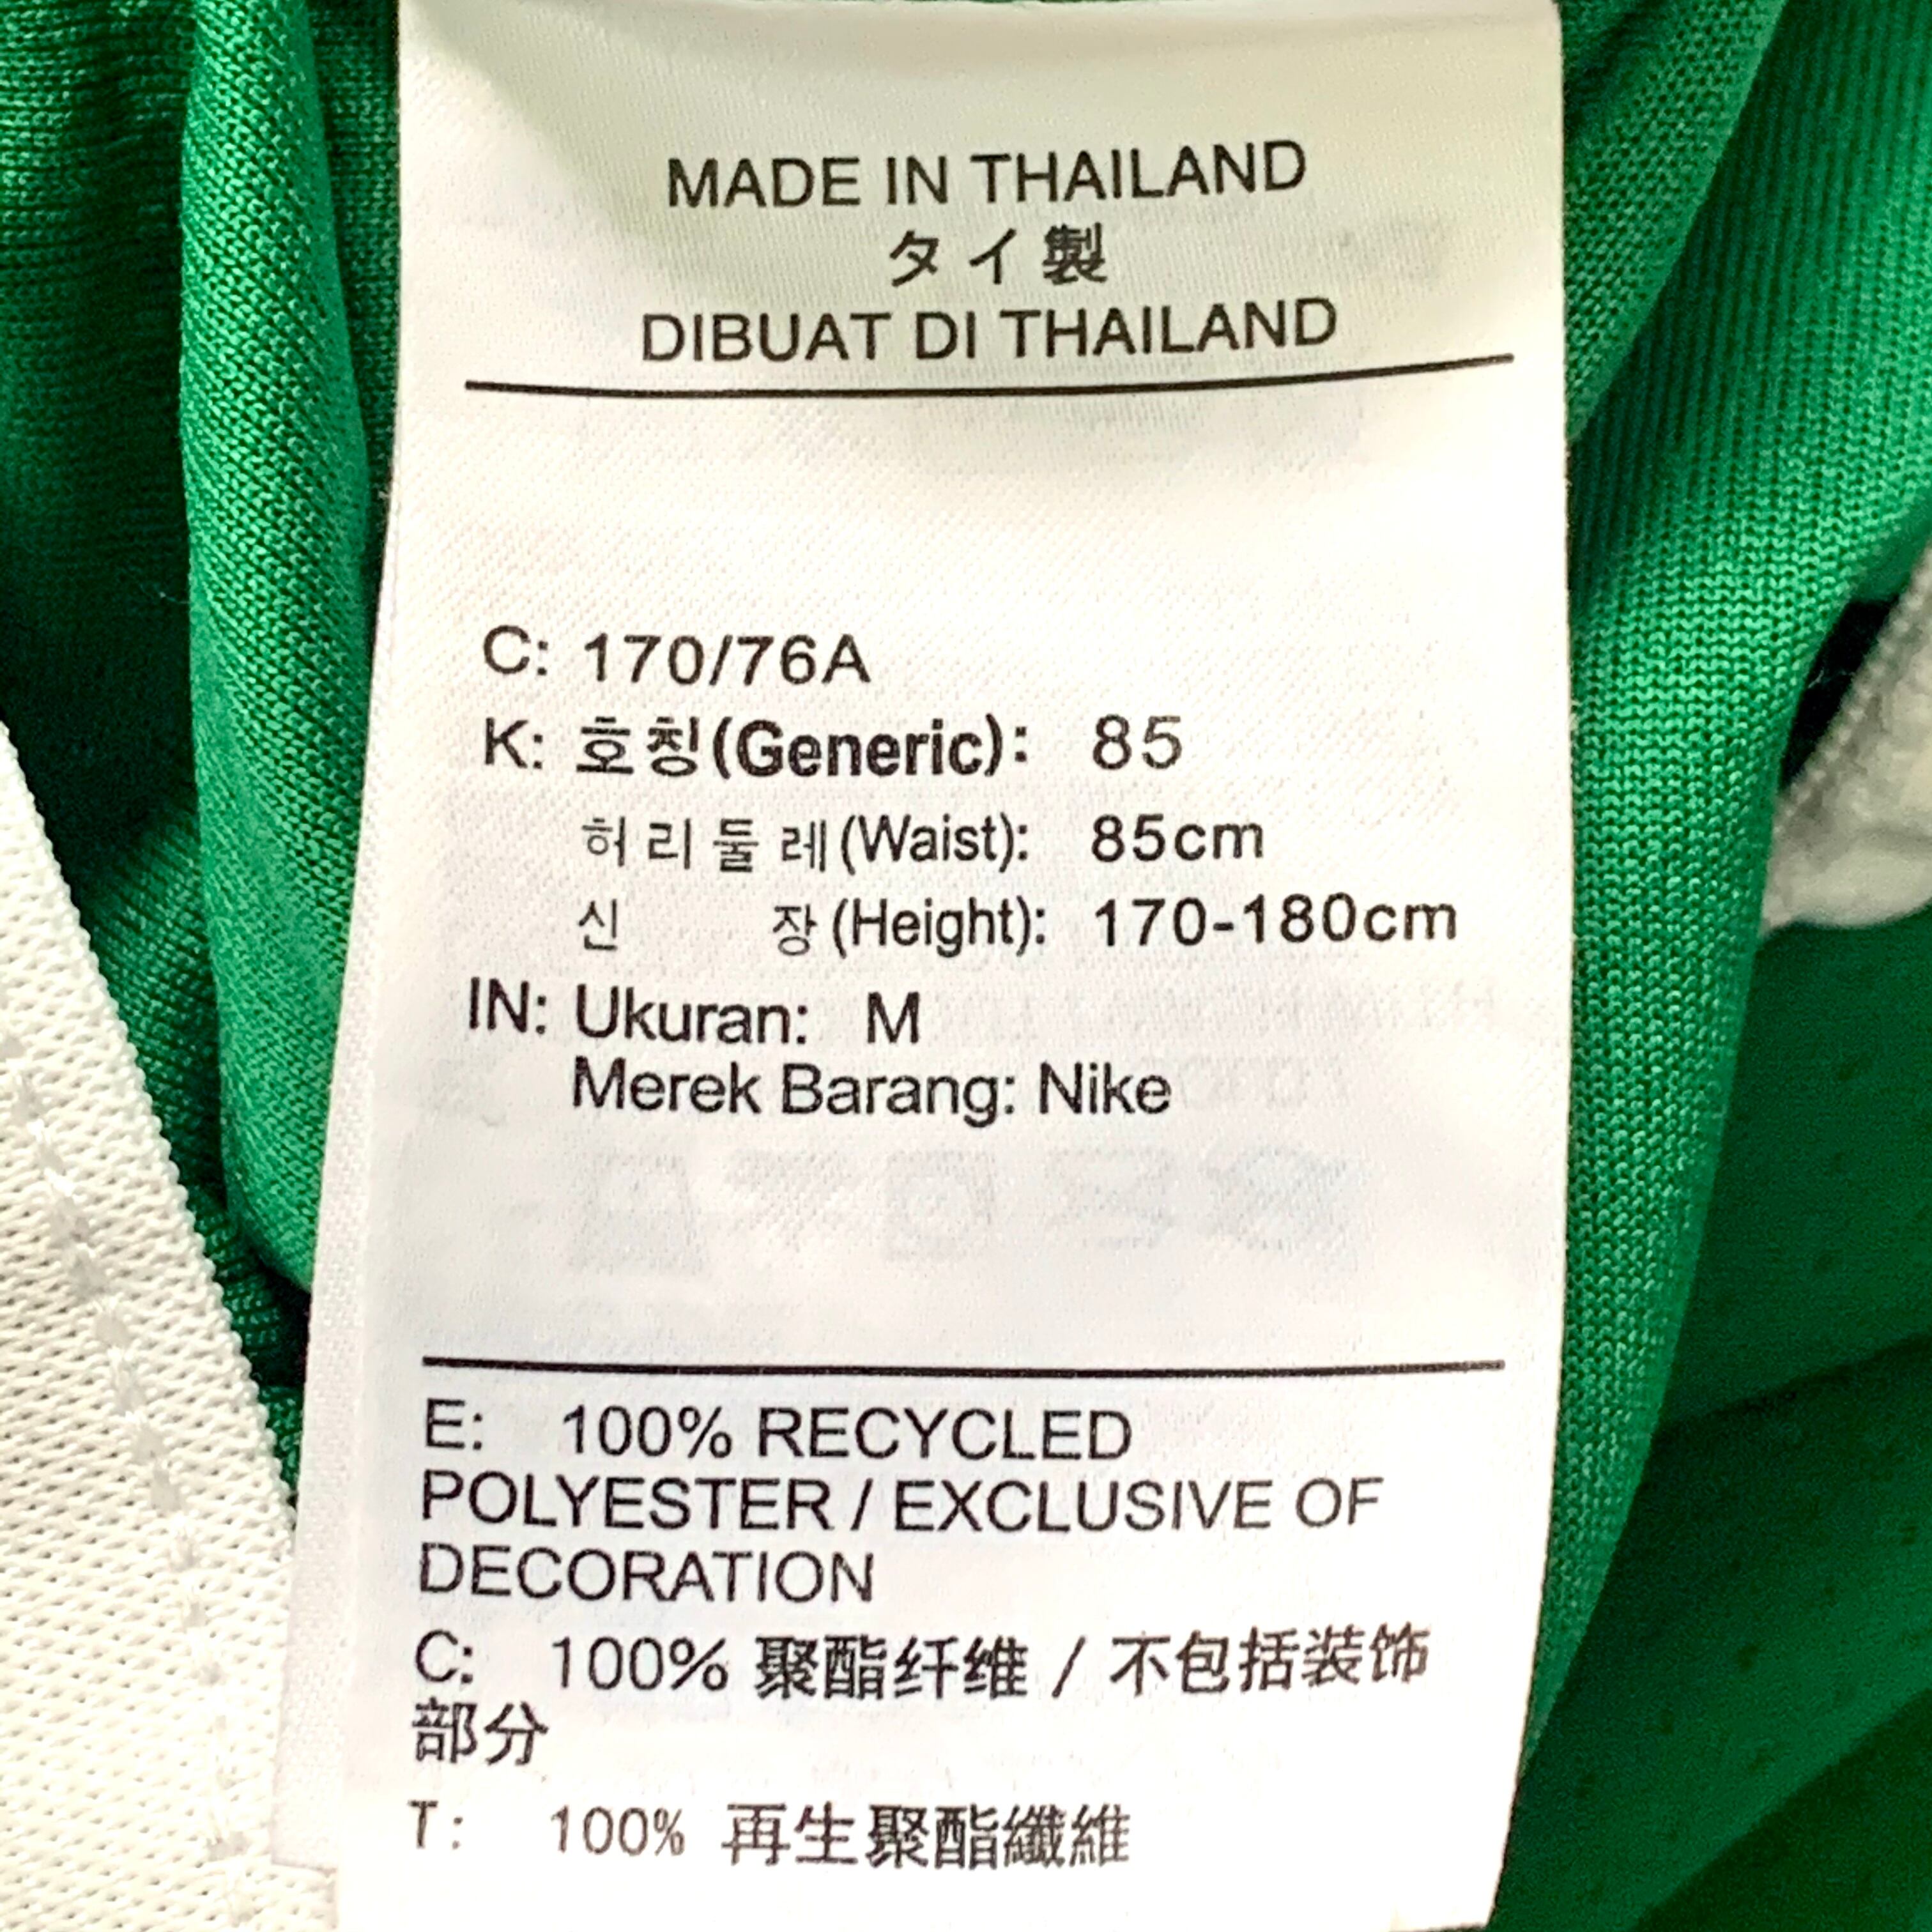 MADE IN THAILAND
タイ製
DIBUAT DI THAILAND
C: 170/76A
K: 호칭(Generic): 85
허리둘레(Waist): 85cm
신 장(Height): 170-180cm
IN: Ukuran: M
Merek Barang: Nike
E: 100% RECYCLED
POLYESTER / EXCLUSIVE OF
DECORATION
C: 100% 聚酯纤维 / 不包括装饰
部分
T: 100% 再生聚酯纖維